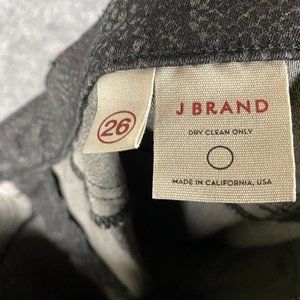 26
J BRAND
DRY CLEAN ONLY
MADE IN CALIFORNIA, USA